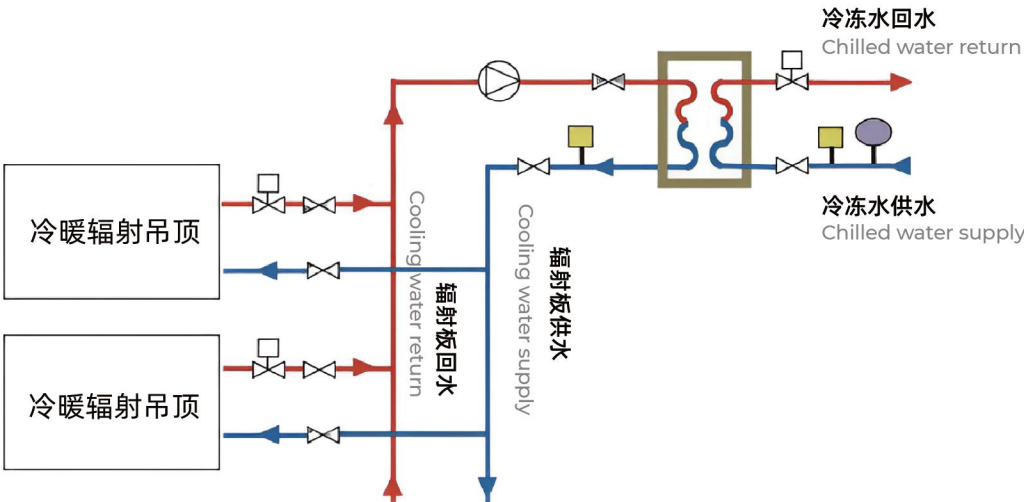 冷冻水回水
Chilled water return
冷冻水供水
Chilled water supply
冷暖辐射吊顶
Cooling water return
辐射板回水
Cooling water supply
辐射板供水
冷暖辐射吊顶